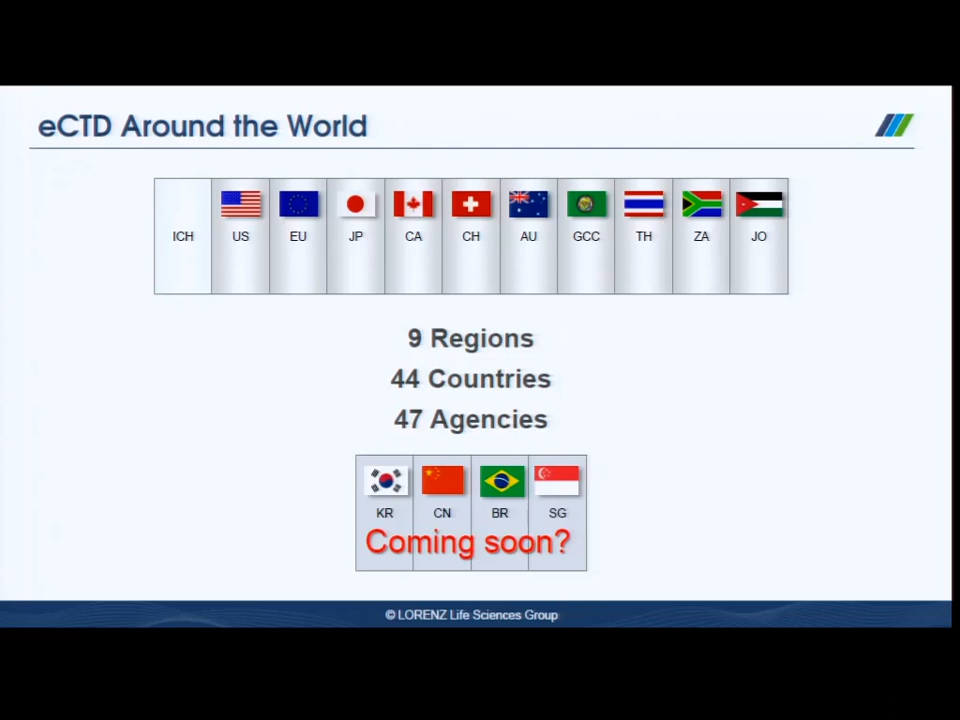 eCTD Around the World
ICH US EU JP CA CH AU GCC TH ZA JO
9 Regions
44 Countries
47 Agencies
KR CN BR SG
Coming soon?
© LORENZ Life Sciences Group